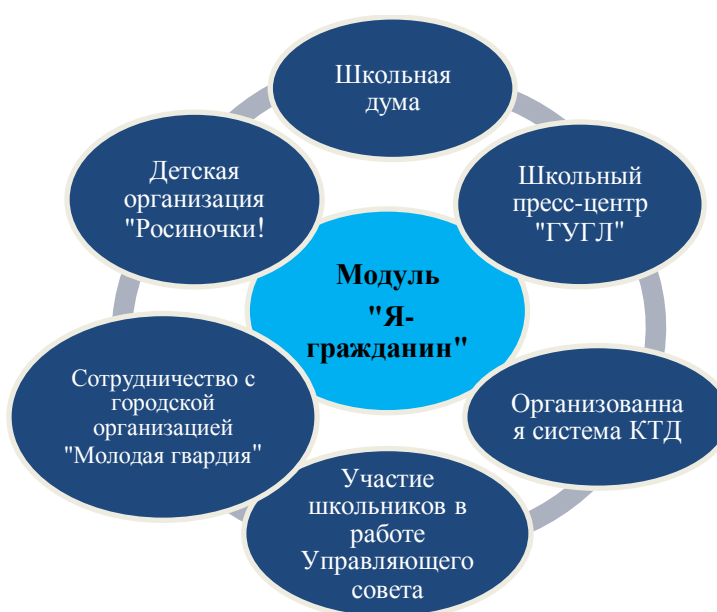 Школьная
дума
Школьный
пресс-центр
"ГУГЛ"
Организованна
я система КТД
Участие
школьников в
работе
Управляющего
совета
Сотрудничество с
городской
организацией
"Молодая гвардия"
Детская
организация
"Росиночки!
Модуль
"Я-
гражданин"